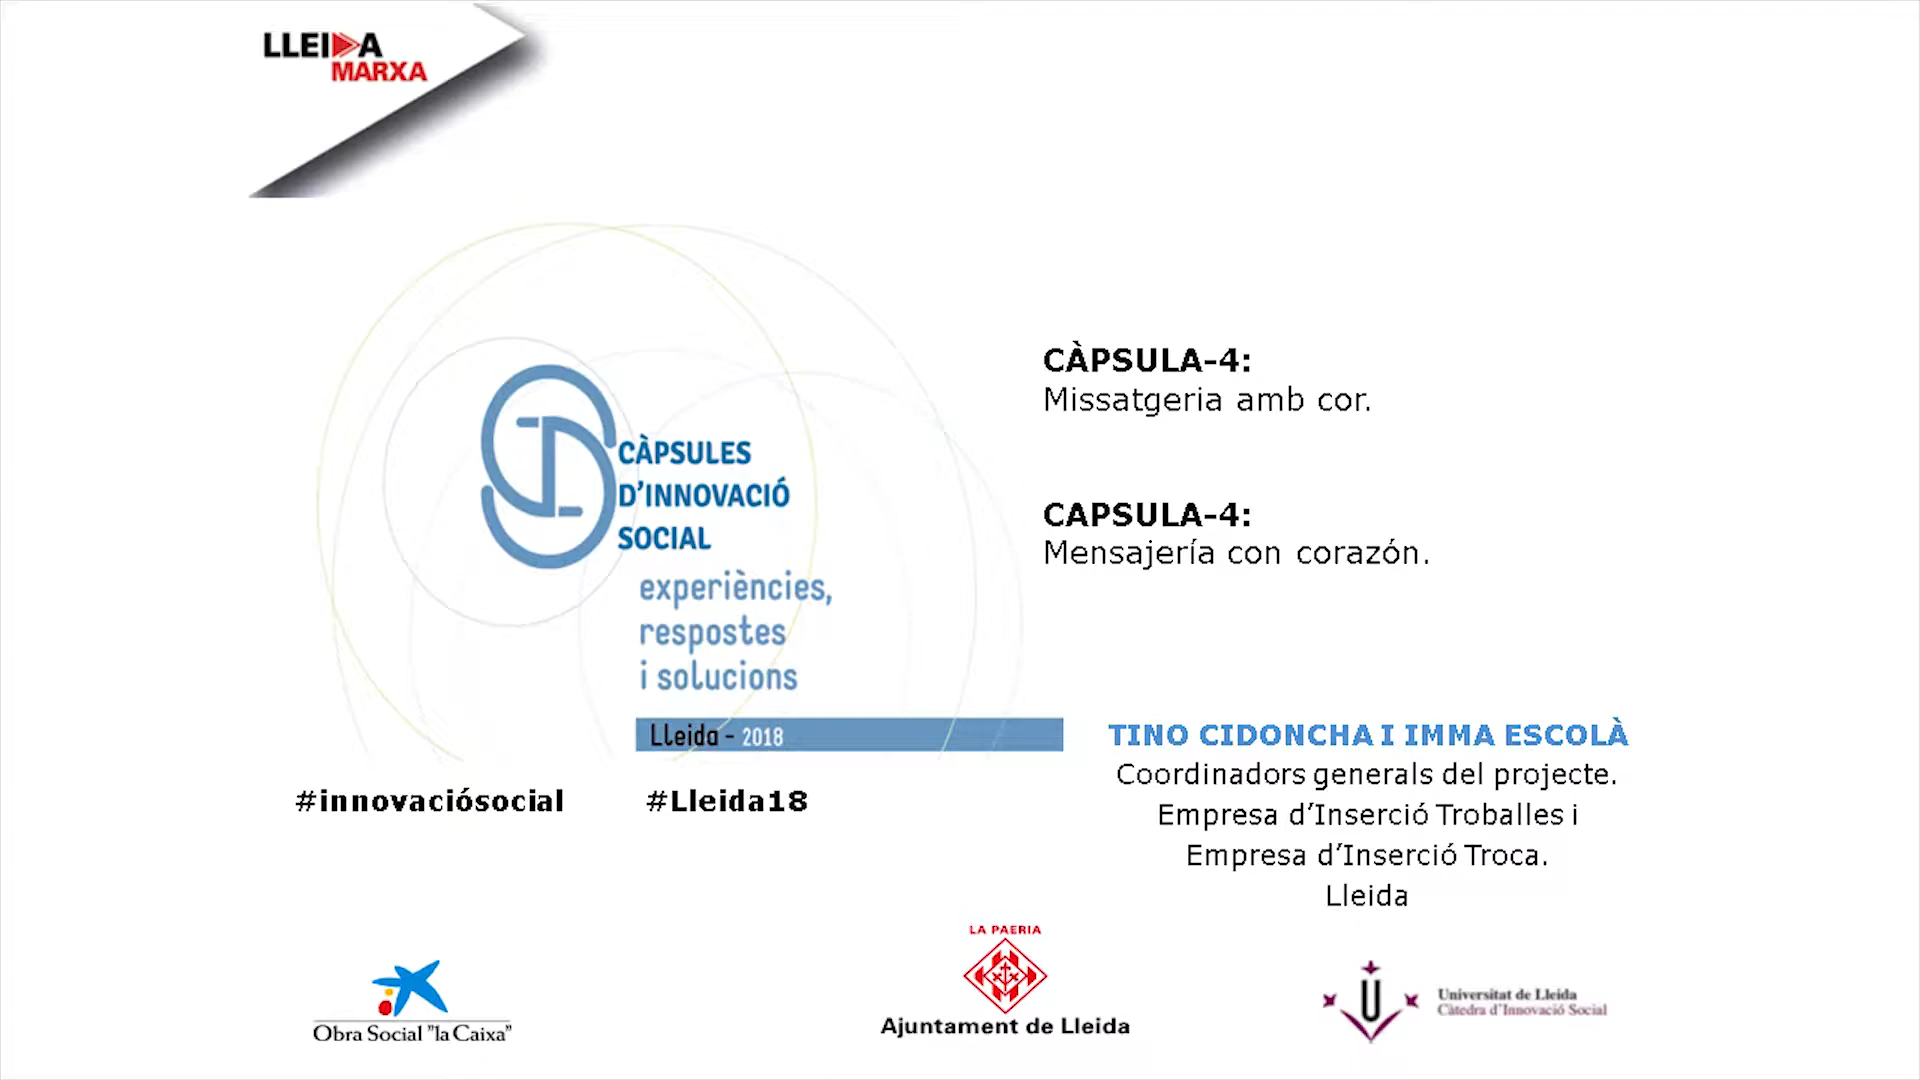 LLEIDA
MARXA
CÀPSULES
D'INNOVACIÓ
SOCIAL
experiències,
respostes
i solucions
Lleida - 2018
#innovaciósocial #Lleida18
CÀPSULA-4:
Missatgeria amb cor.
CAPSULA-4:
Mensajería con corazón.
TINO CIDONCHA I IMMA ESCOLÀ
Coordinadors generals del projecte.
Empresa d’Inserció Troballes i
Empresa d’Inserció Troca.
Lleida
Obra Social "la Caixa"
LA PAERIA
Ajuntament de Lleida
Universitat de Lleida
Càtedra d'Innovació Social